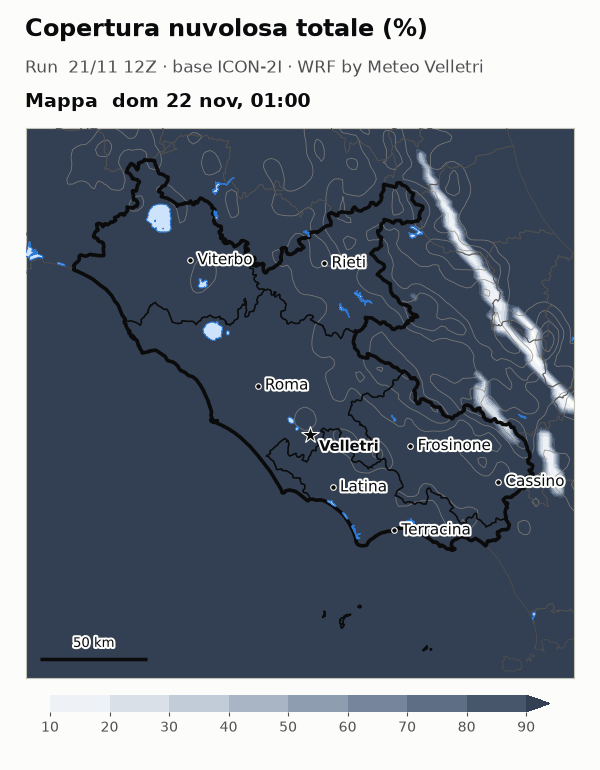 Copertura nuvolosa totale (%)
Run  21/11 12Z · base ICON-2I · WRF by Meteo Velletri
Mappa  dom 22 nov, 01:00
Viterbo
Rieti
Roma
Velletri
Frosinone
Cassino
Latina
Terracina
50 km
10 20 30 40 50 60 70 80 90